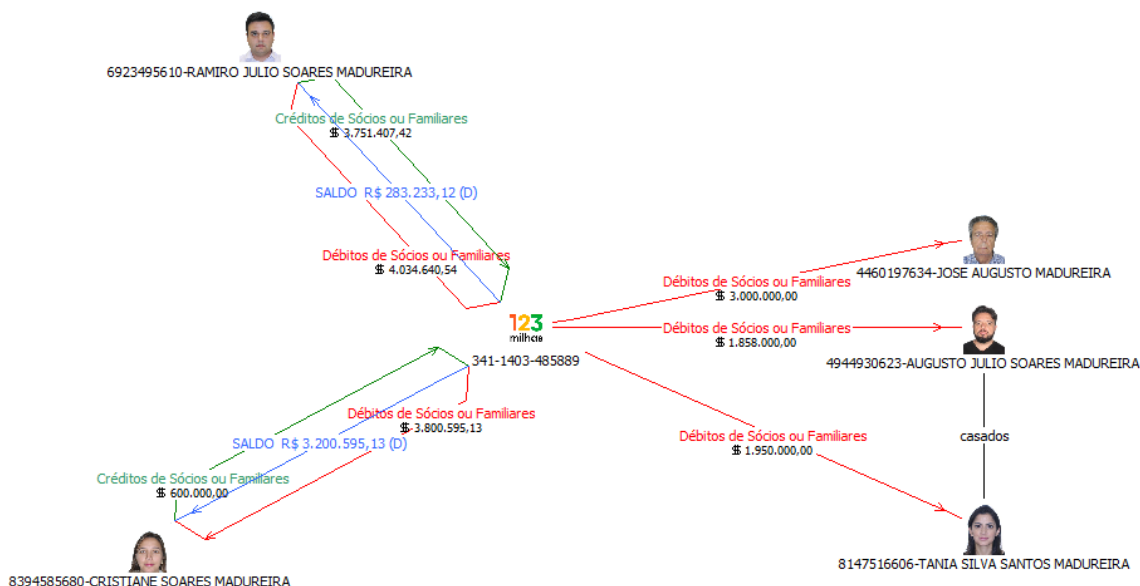 6923495610-RAMIRO JULIO SOARES MADUREIRA
Créditos de Sócios ou Familiares
$ 3.751.407,42
SALDO R$ 283.233,12 (D)
Débitos de Sócios ou Familiares
$ 4.034.640,54
4460197634-JOSE AUGUSTO MADUREIRA
Débitos de Sócios ou Familiares
$ 3.000.000,00
123
milhas
Débitos de Sócios ou Familiares
$ 1.858.000,00
341-1403-485889
4944930623-AUGUSTO JULIO SOARES MADUREIRA
Débitos de Sócios ou Familiares
$ 3.800.595,13
SALDO R$ 3.200.595,13 (D)
Débitos de Sócios ou Familiares
$ 1.950.000,00
casados
Créditos de Sócios ou Familiares
$ 600.000,00
8147516606-TANIA SILVA SANTOS MADUREIRA
8394585680-CRISTIANE SOARES MADUREIRA